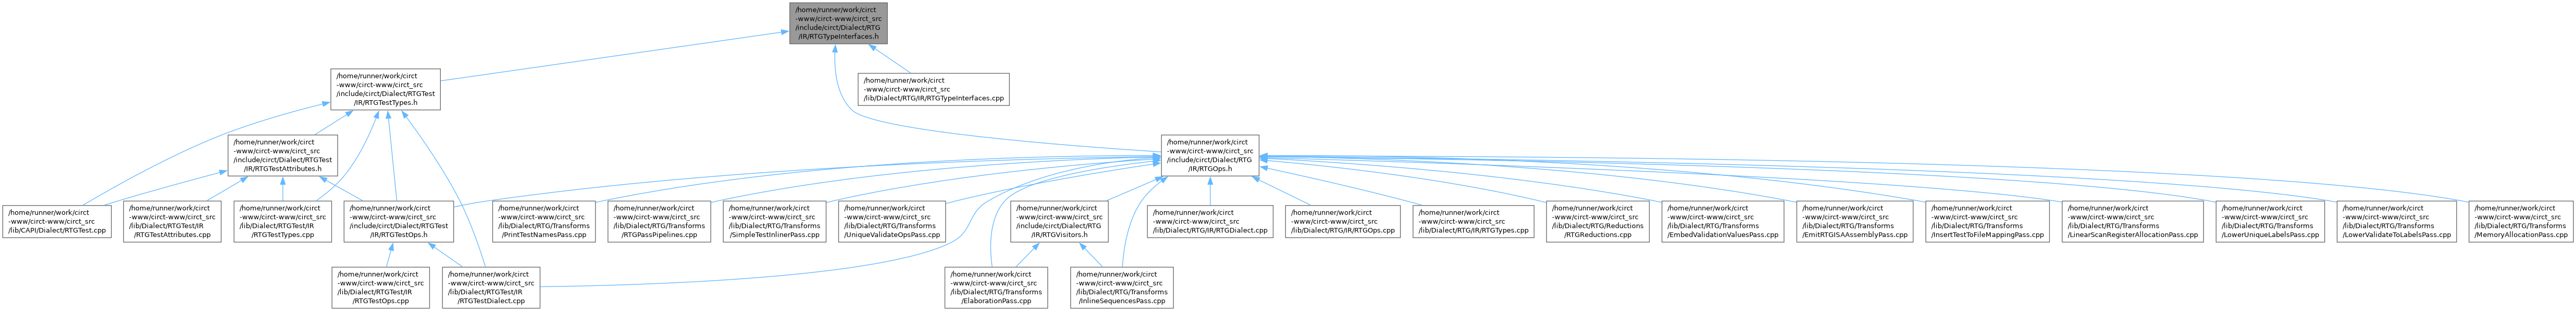 /home/runner/work/circt
-www/circt-www/circt_src
/include/circt/Dialect/RTG
/IR/RTGTypeInterfaces.h
/home/runner/work/circt
-www/circt-www/circt_src
/include/circt/Dialect/RTGTest
/IR/RTGTestTypes.h
/home/runner/work/circt
-www/circt-www/circt_src
/lib/Dialect/RTG/IR/RTGTypeInterfaces.cpp
/home/runner/work/circt
-www/circt-www/circt_src
/include/circt/Dialect/RTGTest
/IR/RTGTestAttributes.h
/home/runner/work/circt
-www/circt-www/circt_src
/include/circt/Dialect/RTG
/IR/RTGOps.h
/home/runner/work/circt
-www/circt-www/circt_src
/lib/CAPI/Dialect/RTGTest.cpp
/home/runner/work/circt
-www/circt-www/circt_src
/lib/Dialect/RTGTest/IR
/RTGTestAttributes.cpp
/home/runner/work/circt
-www/circt-www/circt_src
/lib/Dialect/RTGTest/IR
/RTGTestTypes.cpp
/home/runner/work/circt
-www/circt-www/circt_src
/include/circt/Dialect/RTGTest
/IR/RTGTestOps.h
/home/runner/work/circt
-www/circt-www/circt_src
/lib/Dialect/RTG/Transforms
/PrintTestNamesPass.cpp
/home/runner/work/circt
-www/circt-www/circt_src
/lib/Dialect/RTG/Transforms
/RTGPassPipelines.cpp
/home/runner/work/circt
-www/circt-www/circt_src
/lib/Dialect/RTG/Transforms
/SimpleTestInlinerPass.cpp
/home/runner/work/circt
-www/circt-www/circt_src
/lib/Dialect/RTG/Transforms
/UniqueValidateOpsPass.cpp
/home/runner/work/circt
-www/circt-www/circt_src
/include/circt/Dialect/RTG
/IR/RTGVisitors.h
/home/runner/work/circt
-www/circt-www/circt_src
/lib/Dialect/RTG/IR/RTGDialect.cpp
/home/runner/work/circt
-www/circt-www/circt_src
/lib/Dialect/RTG/IR/RTGOps.cpp
/home/runner/work/circt
-www/circt-www/circt_src
/lib/Dialect/RTG/IR/RTGTypes.cpp
/home/runner/work/circt
-www/circt-www/circt_src
/lib/Dialect/RTG/Reductions
/RTGReductions.cpp
/home/runner/work/circt
-www/circt-www/circt_src
/lib/Dialect/RTG/Transforms
/EmbedValidationValuesPass.cpp
/home/runner/work/circt
-www/circt-www/circt_src
/lib/Dialect/RTG/Transforms
/EmitRTGISAAssemblyPass.cpp
/home/runner/work/circt
-www/circt-www/circt_src
/lib/Dialect/RTG/Transforms
/InsertTestToFileMappingPass.cpp
/home/runner/work/circt
-www/circt-www/circt_src
/lib/Dialect/RTG/Transforms
/LinearScanRegisterAllocationPass.cpp
/home/runner/work/circt
-www/circt-www/circt_src
/lib/Dialect/RTG/Transforms
/LowerUniqueLabelsPass.cpp
/home/runner/work/circt
-www/circt-www/circt_src
/lib/Dialect/RTG/Transforms
/LowerValidateToLabelsPass.cpp
/home/runner/work/circt
-www/circt-www/circt_src
/lib/Dialect/RTG/Transforms
/MemoryAllocationPass.cpp
/home/runner/work/circt
-www/circt-www/circt_src
/lib/Dialect/RTGTest/IR
/RTGTestOps.cpp
/home/runner/work/circt
-www/circt-www/circt_src
/lib/Dialect/RTGTest/IR
/RTGTestDialect.cpp
/home/runner/work/circt
-www/circt-www/circt_src
/lib/Dialect/RTG/Transforms
/ElaborationPass.cpp
/home/runner/work/circt
-www/circt-www/circt_src
/lib/Dialect/RTG/Transforms
/InlineSequencesPass.cpp